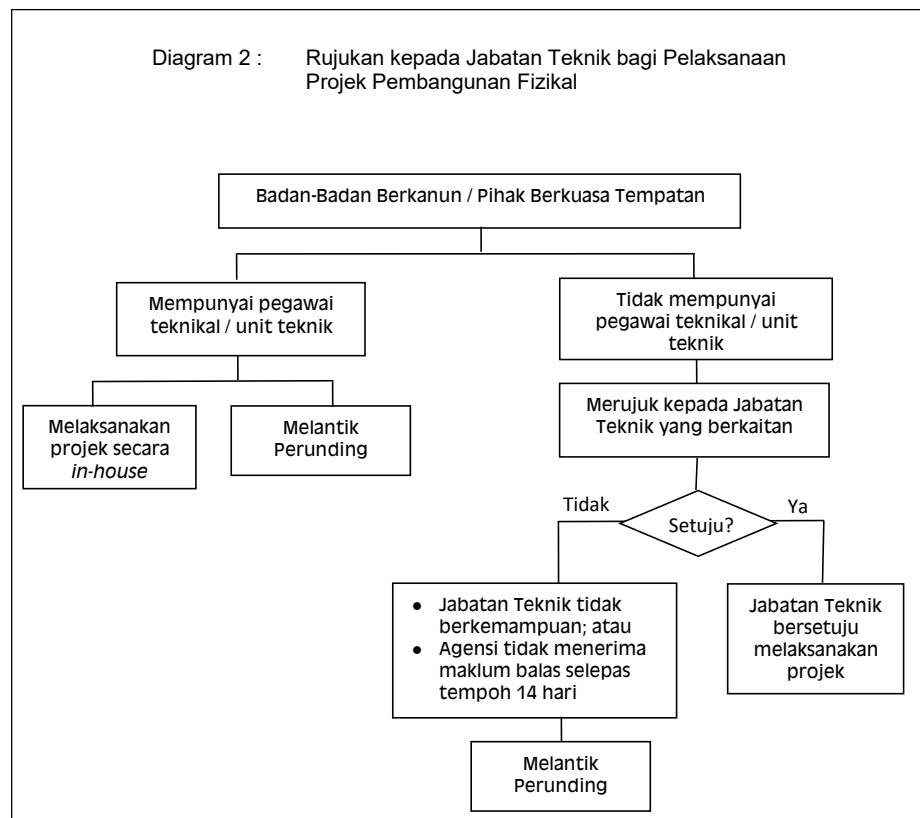 Diagram 2 : Rujukan kepada Jabatan Teknik bagi Pelaksanaan
Projek Pembangunan Fizikal
Badan-Badan Berkanun / Pihak Berkuasa Tempatan
Mempunyai pegawai
teknikal / unit teknik
Tidak mempunyai
pegawai teknikal / unit
teknik
Melaksanakan
projek secara
in-house
Melantik
Perunding
Merujuk kepada Jabatan
Teknik yang berkaitan
Setuju?
Tidak
Ya
• Jabatan Teknik tidak
berkemampuan; atau
• Agensi tidak menerima
maklum balas selepas
tempoh 14 hari
Jabatan Teknik
bersetuju
melaksanakan
projek
Melantik
Perunding